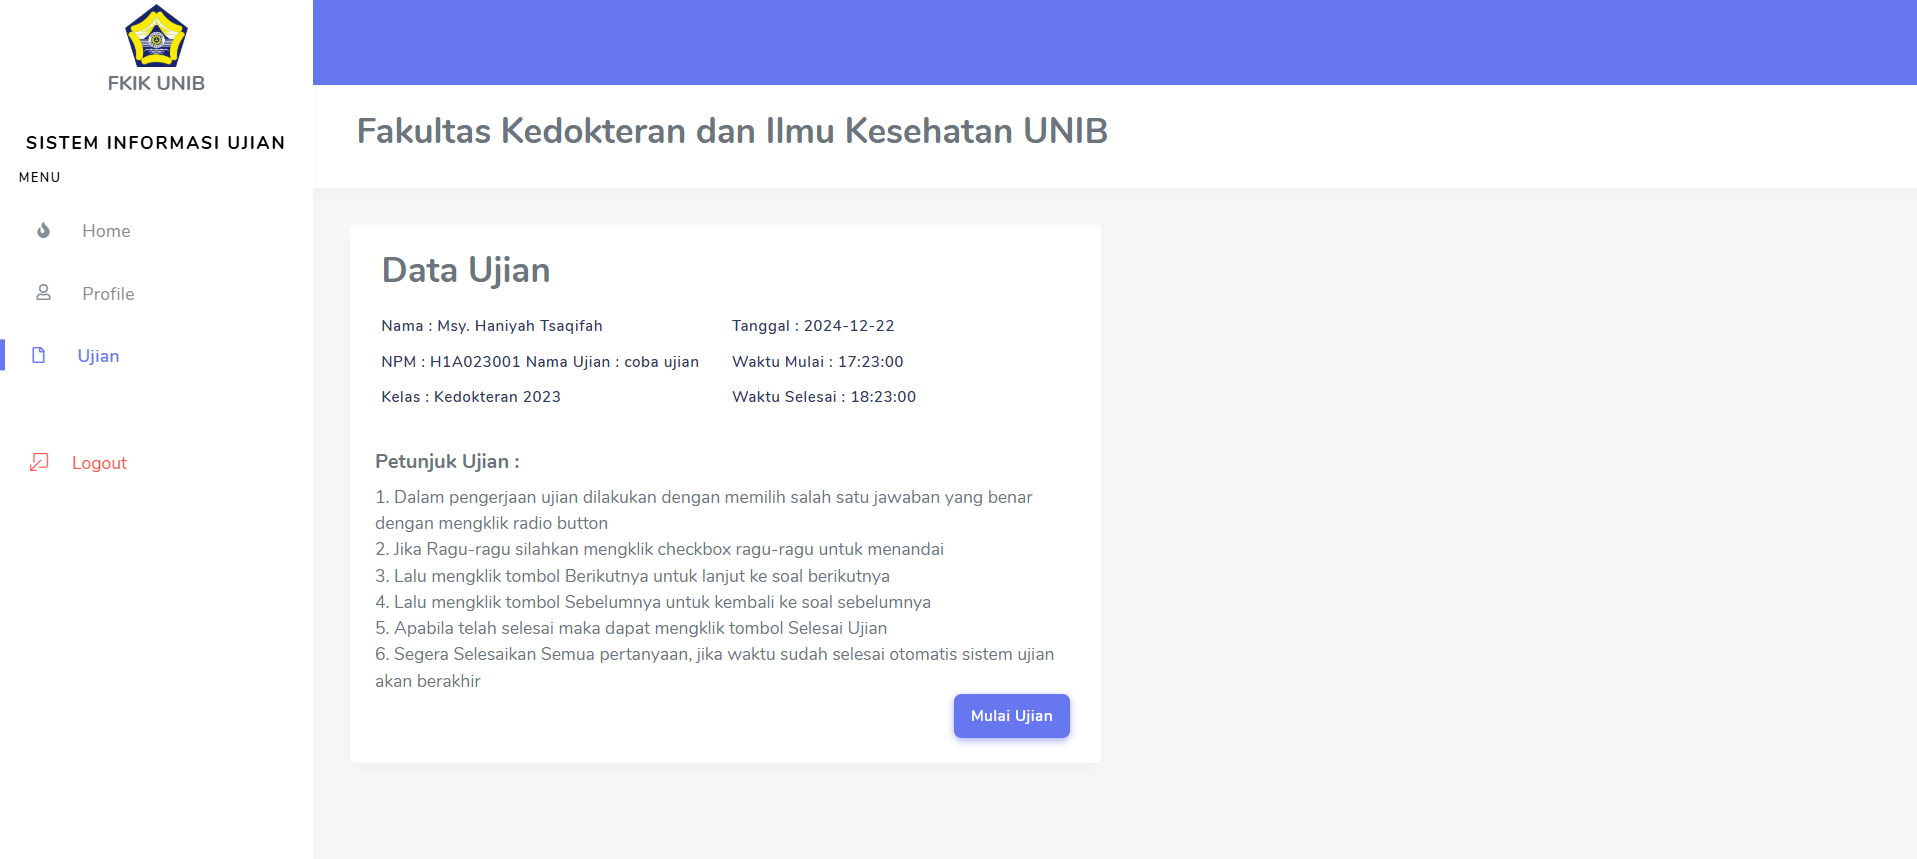 FKIK UNIB
SISTEM INFORMASI UJIAN
MENU
Home
Profile
Ujian
Logout
Fakultas Kedokteran dan Ilmu Kesehatan UNIB
Data Ujian
Nama : Msy. Haniyah Tsaqifah
NPM : H1A023001 Nama Ujian : coba ujian
Kelas : Kedokteran 2023
Tanggal : 2024-12-22
Waktu Mulai : 17:23:00
Waktu Selesai : 18:23:00
Petunjuk Ujian :
1. Dalam pengerjaan ujian dilakukan dengan memilih salah satu jawaban yang benar
dengan mengklik radio button
2. Jika Ragu-ragu silahkan mengklik checkbox ragu-ragu untuk menandai
3. Lalu mengklik tombol Berikutnya untuk lanjut ke soal berikutnya
4. Lalu mengklik tombol Sebelumnya untuk kembali ke soal sebelumnya
5. Apabila telah selesai maka dapat mengklik tombol Selesai Ujian
6. Segera Selesaikan Semua pertanyaan, jika waktu sudah selesai otomatis sistem ujian
akan berakhir
Mulai Ujian